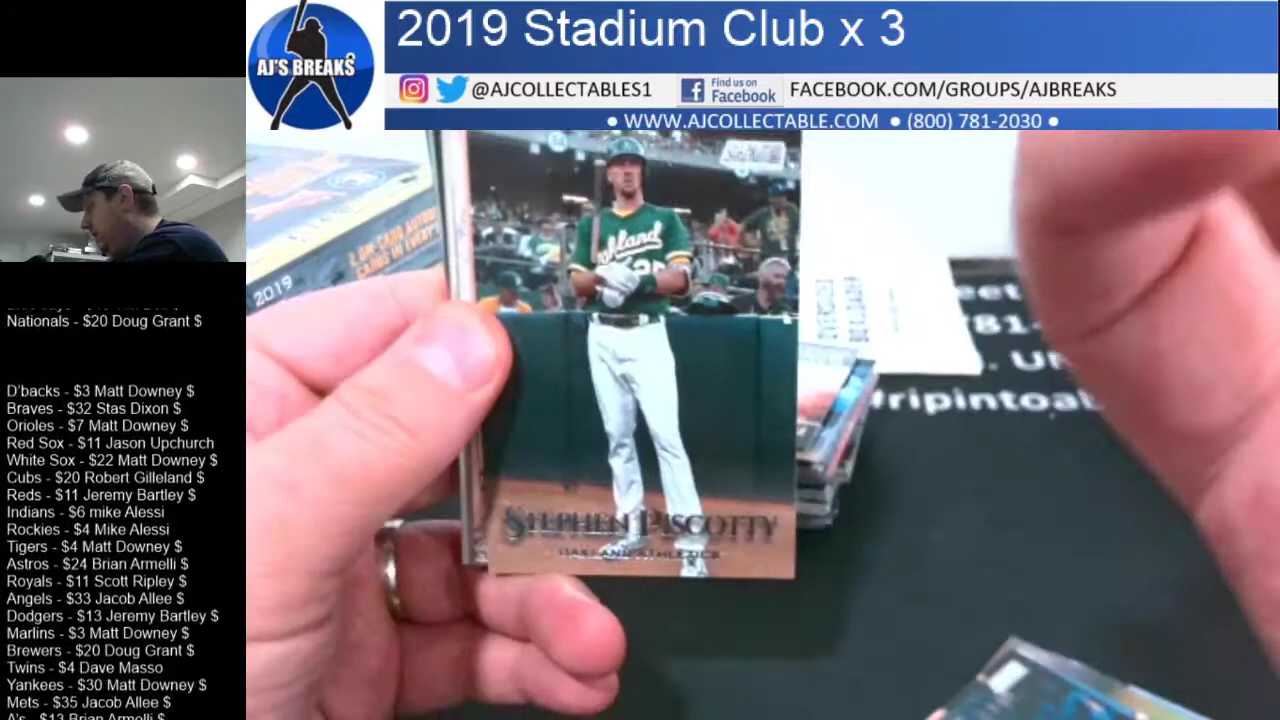 2019 Stadium Club x 3
AJ'S BREAKS
@AJCOLLECTABLES1
Find us on
Facebook
FACEBOOK.COM/GROUPS/AJBREAKS
● WWW.AJCOLLECTABLE.COM ● (800) 781-2030 ●
Nationals - $20 Doug Grant $
D'backs - $3 Matt Downey $
Braves - $32 Stas Dixon $
Orioles - $7 Matt Downey $
Red Sox - $11 Jason Upchurch
White Sox - $22 Matt Downey $
Cubs - $20 Robert Gilleland $
Reds - $11 Jeremy Bartley $
Indians - $6 mike Alessi
Rockies - $4 Mike Alessi
Tigers - $4 Matt Downey $
Astros - $24 Brian Armelli $
Royals - $11 Scott Ripley $
Angels - $33 Jacob Allee $
Dodgers - $13 Jeremy Bartley $
Marlins - $3 Matt Downey $
Brewers - $20 Doug Grant $
Twins - $4 Dave Masso
Yankees - $30 Matt Downey $
Mets - $35 Jacob Allee $
A's - $13 Brian Armelli $
2019
STEPHEN PISCOTTY
OAKLAND ATHLETICS
#ripintoa